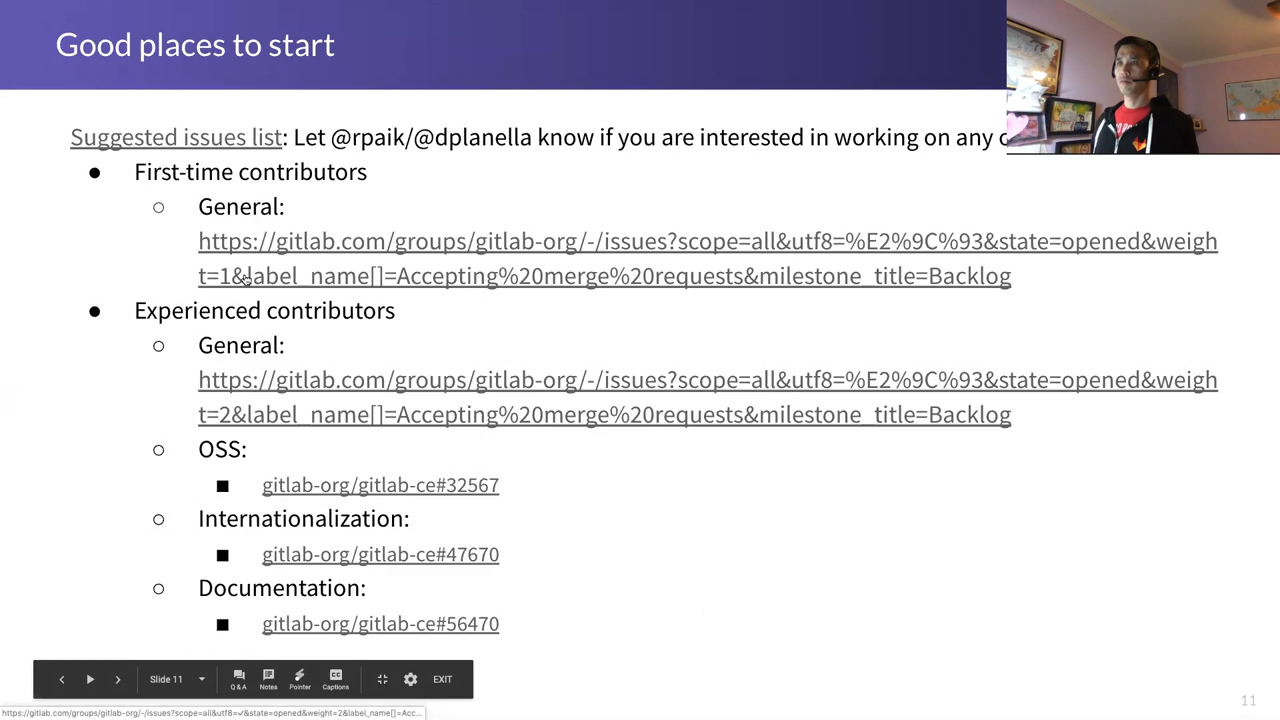 Good places to start
Suggested issues list: Let @rpaik/@dplanella know if you are interested in working on any
● First-time contributors
○ General:
https://gitlab.com/groups/gitlab-org/-/issues?scope=all&utf8=%E2%9C%93&state=opened&weigh
t=1&label_name[]=Accepting%20merge%20requests&milestone_title=Backlog
● Experienced contributors
○ General:
https://gitlab.com/groups/gitlab-org/-/issues?scope=all&utf8=%E2%9C%93&state=opened&weigh
t=2&label_name[]=Accepting%20merge%20requests&milestone_title=Backlog
○ OSS:
■ gitlab-org/gitlab-ce#32567
○ Internationalization:
■ gitlab-org/gitlab-ce#47670
○ Documentation:
■ gitlab-org/gitlab-ce#56470
Slide 11 Q & A Notes Pointer Captions EXIT
11
https://gitlab.com/groups/gitlab-org/-/issues?scope=all&utf8=✓&state=opened&weight=2&label_name[]=Acc...